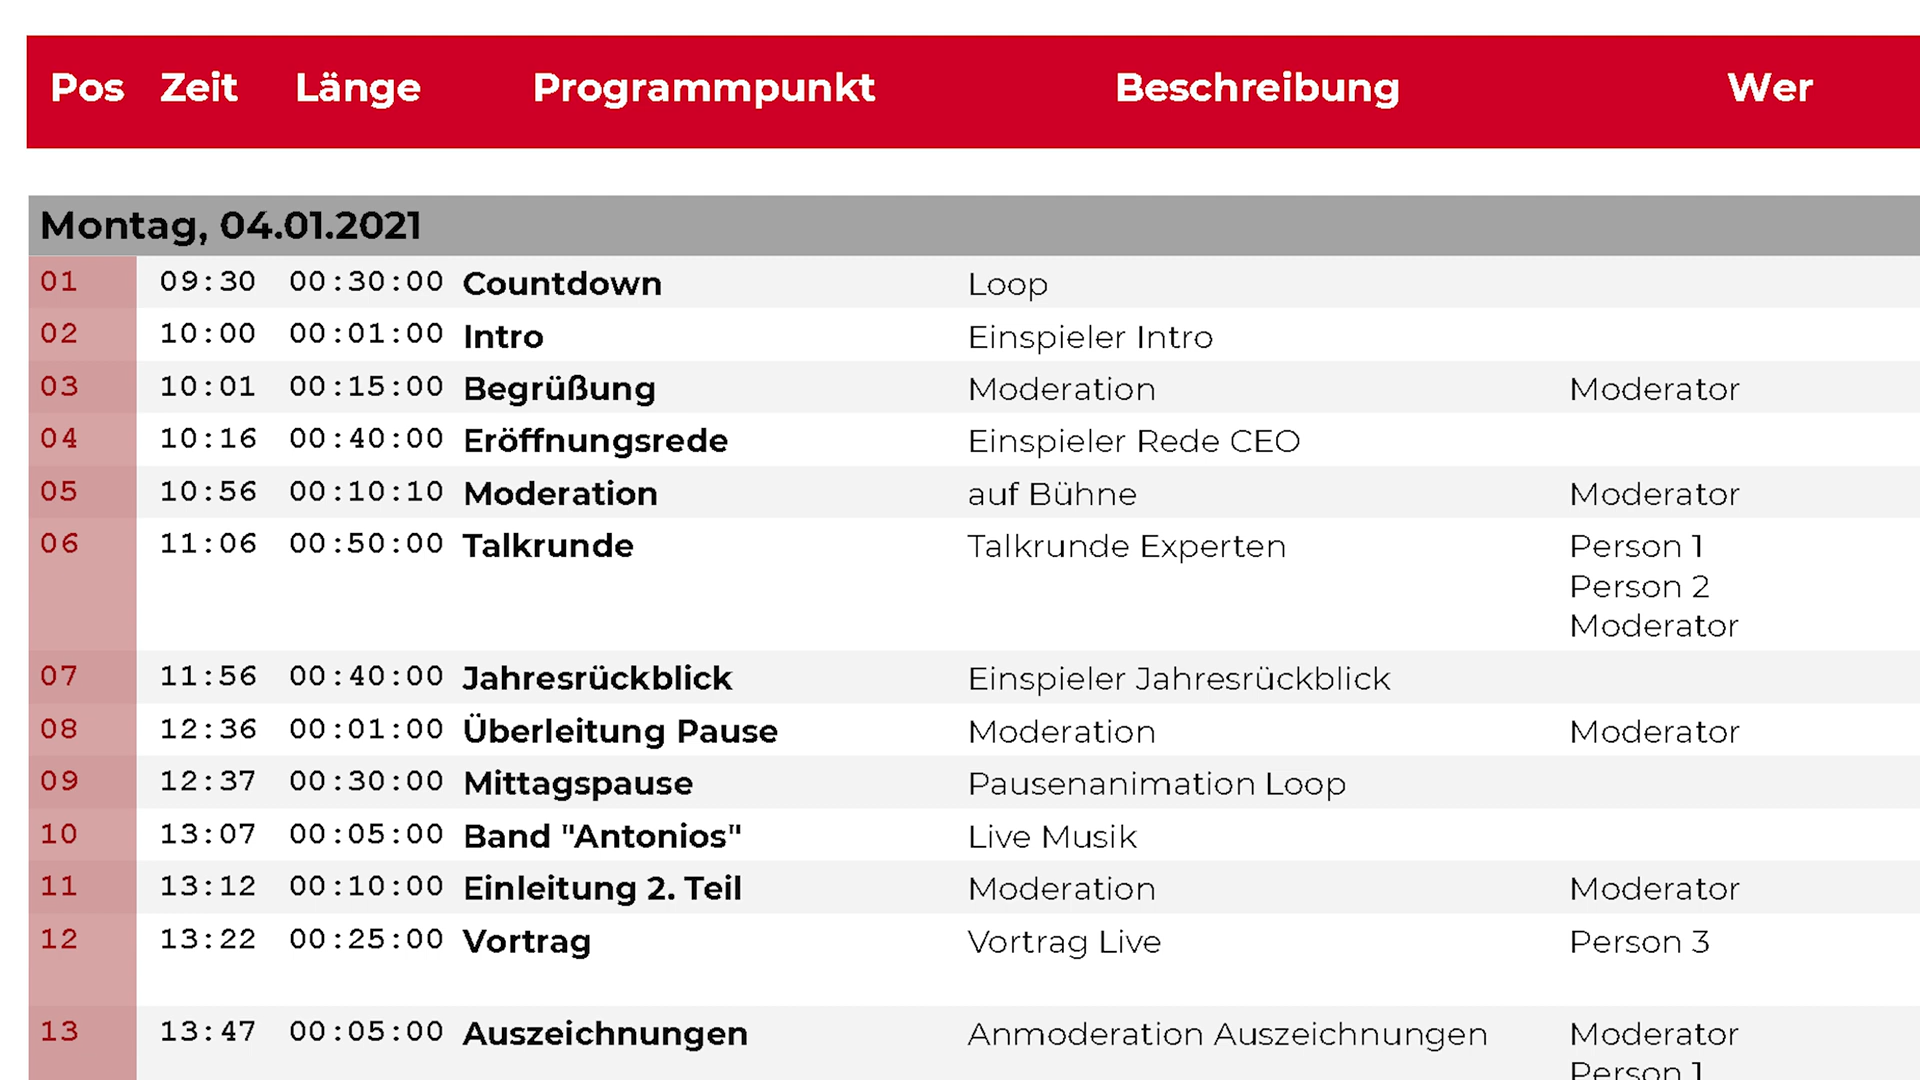 Pos Zeit Länge Programmpunkt Beschreibung Wer
Montag, 04.01.2021
01 09:30 00:30:00 Countdown Loop
02 10:00 00:01:00 Intro Einspieler Intro
03 10:01 00:15:00 Begrüßung Moderation Moderator
04 10:16 00:40:00 Eröffnungsrede Einspieler Rede CEO
05 10:56 00:10:10 Moderation auf Bühne Moderator
06 11:06 00:50:00 Talkrunde Talkrunde Experten Person 1
Person 2
Moderator
07 11:56 00:40:00 Jahresrückblick Einspieler Jahresrückblick
08 12:36 00:01:00 Überleitung Pause Moderation Moderator
09 12:37 00:30:00 Mittagspause Pausenanimation Loop
10 13:07 00:05:00 Band "Antonios" Live Musik
11 13:12 00:10:00 Einleitung 2. Teil Moderation Moderator
12 13:22 00:25:00 Vortrag Vortrag Live Person 3
13 13:47 00:05:00 Auszeichnungen Anmoderation Auszeichnungen Moderator
Person 1